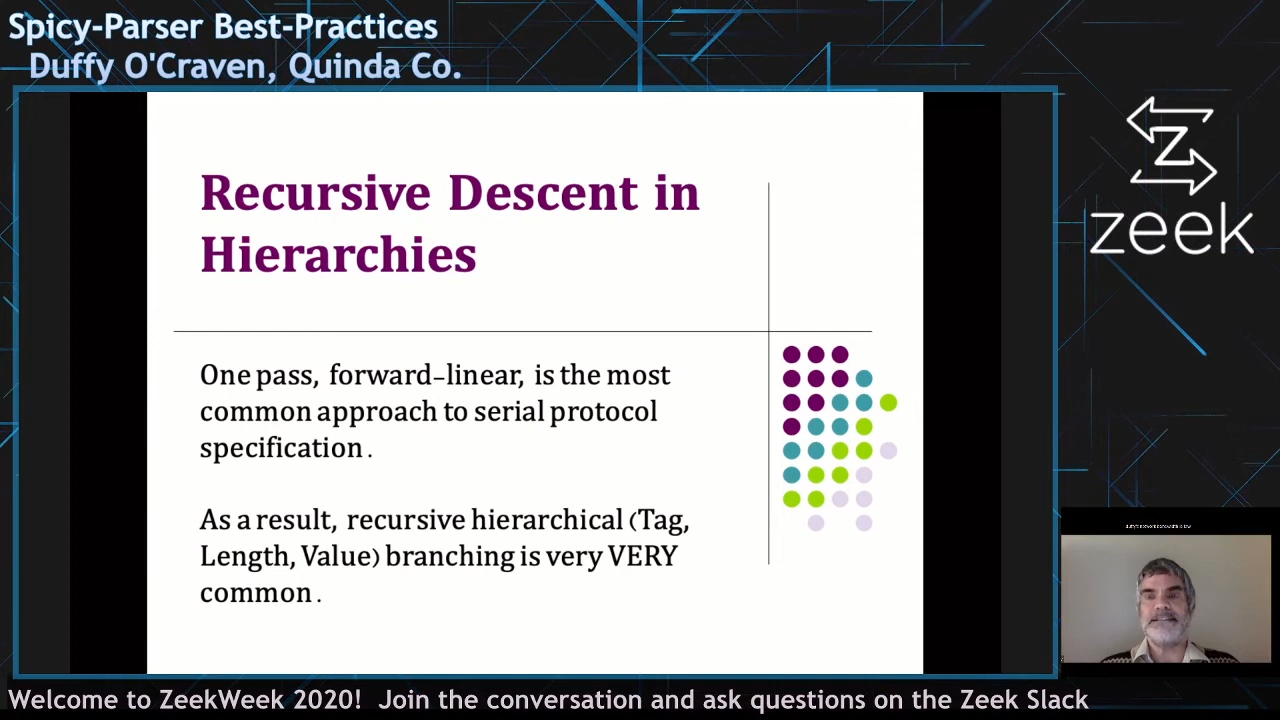 Spicy-Parser Best-Practices
Duffy O'Craven, Quinda Co.
Recursive Descent in
Hierarchies
One pass, forward–linear, is the most
common approach to serial protocol
specification.
As a result, recursive hierarchical (Tag,
Length, Value) branching is very VERY
common.
Z
zeek
Welcome to ZeekWeek 2020! Join the conversation and ask questions on the Zeek Slack